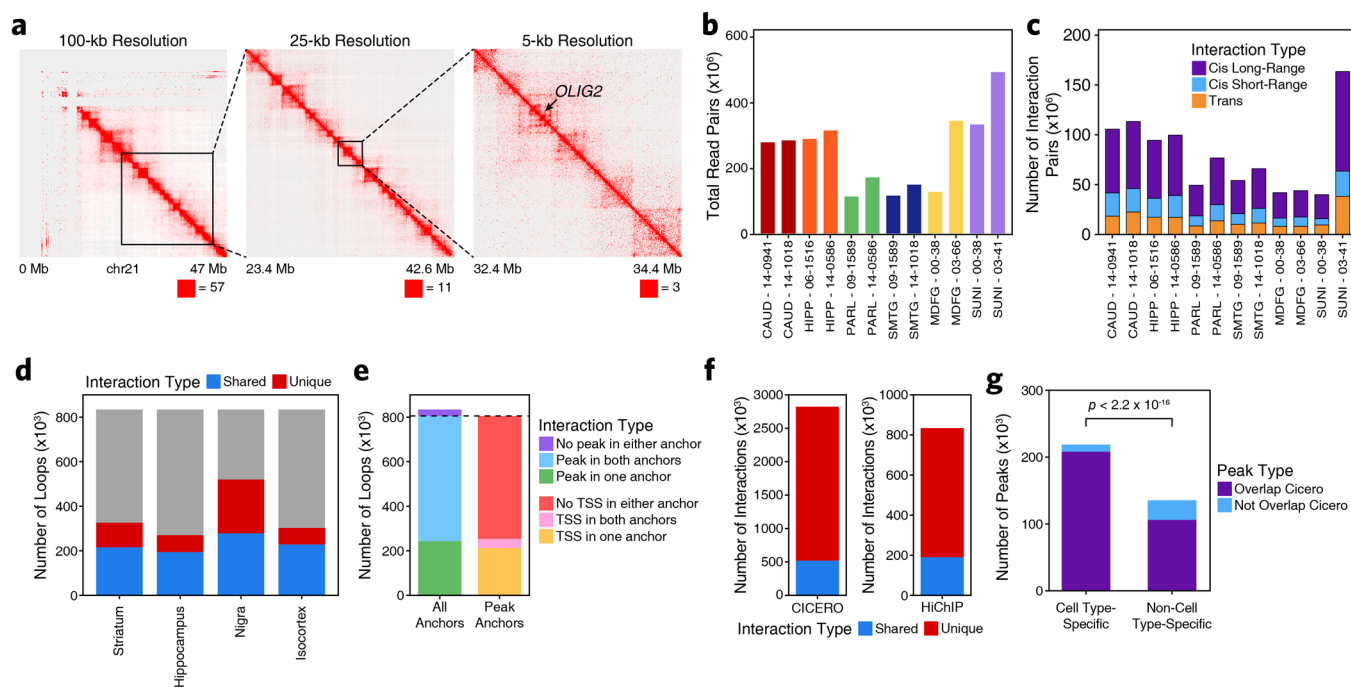 a
100-kb Resolution
25-kb Resolution
5-kb Resolution
OLIG2
0 Mb
chr21
47 Mb
23.4 Mb
42.6 Mb
32.4 Mb
34.4 Mb
= 57
= 11
= 3
b
Total Read Pairs (x10⁶)
600
400
200
0
CAUD - 14-0941
CAUD - 14-1018
HIPP - 06-1516
HIPP - 14-0586
PARL - 09-1589
PARL - 14-0586
SMTG - 09-1589
SMTG - 14-1018
MDFG - 00-38
MDFG - 03-66
SUNI - 00-38
SUNI - 03-41
c
Number of Interaction
Pairs (x10⁶)
200
150
100
50
0
Interaction Type
Cis Long-Range
Cis Short-Range
Trans
CAUD - 14-0941
CAUD - 14-1018
HIPP - 06-1516
HIPP - 14-0586
PARL - 09-1589
PARL - 14-0586
SMTG - 09-1589
SMTG - 14-1018
MDFG - 00-38
MDFG - 03-66
SUNI - 00-38
SUNI - 03-41
d
Interaction Type
Shared
Unique
Number of Loops (x10³)
800
600
400
200
0
Striatum
Hippocampus
Nigra
Isocortex
e
Number of Loops (x10³)
800
600
400
200
0
All
Anchors
Peak
Anchors
Interaction Type
No peak in either anchor
Peak in both anchors
Peak in one anchor
No TSS in either anchor
TSS in both anchors
TSS in one anchor
f
Number of Interactions (x10³)
3000
2500
2000
1500
1000
5000
0
CICERO
Number of Interactions (x10³)
1000
800
600
400
200
0
HiChIP
Interaction Type
Shared
Unique
g
Number of Peaks (x10³)
300
200
100
0
p < 2.2 x 10⁻¹⁶
Cell Type-
Specific
Non-Cell
Type-Specific
Peak Type
Overlap Cicero
Not Overlap Cicero